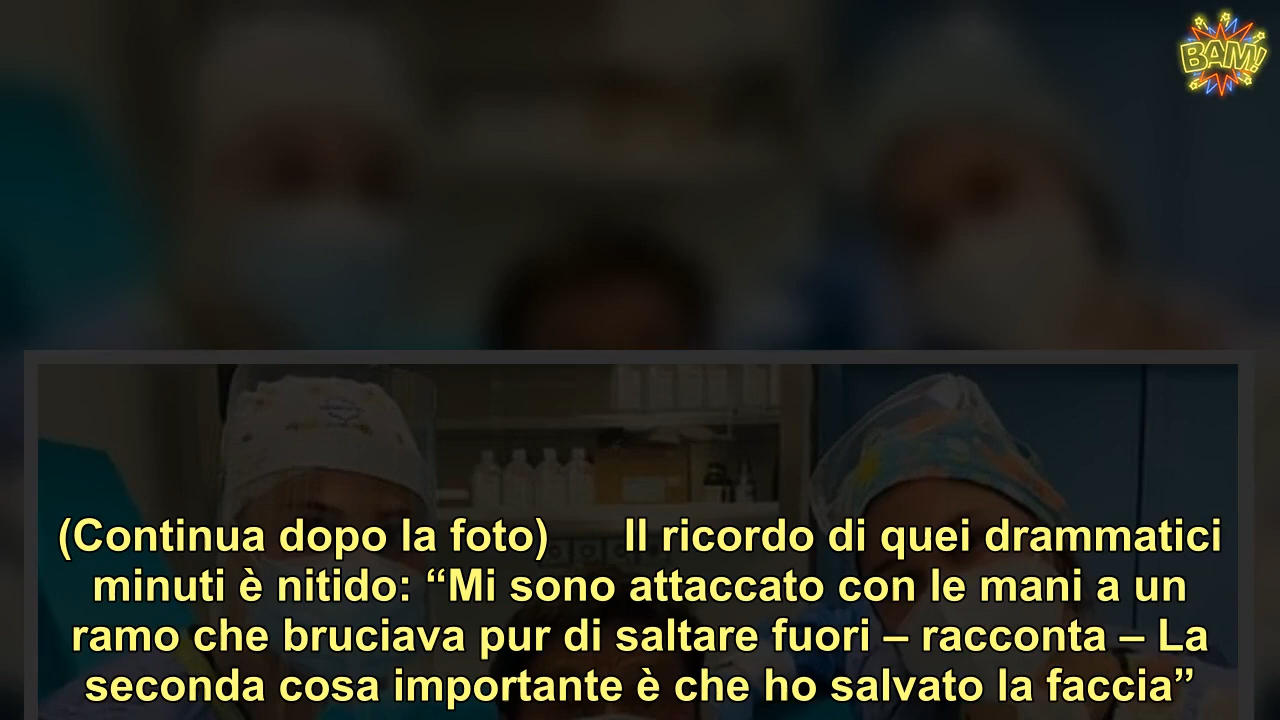 BAM!
(Continua dopo la foto) Il ricordo di quei drammatici
minuti è nitido: “Mi sono attaccato con le mani a un
ramo che bruciava pur di saltare fuori – racconta – La
seconda cosa importante è che ho salvato la faccia”